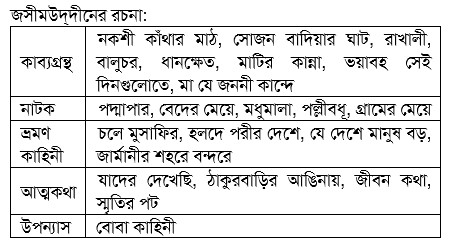 জসীমউদ্‌দীনের রচনা:
নকশী কাঁথার মাঠ, সোজন বাদিয়ার ঘাট, রাখালী,
কাব্যগ্রন্থ বালুচর, ধানক্ষেত, মাটির কান্না, ভয়াবহ সেই
দিনগুলোতে, মা যে জননী কান্দে
নাটক পদ্মাপার, বেদের মেয়ে, মধুমালা, পল্লীবধূ, গ্রামের মেয়ে
ভ্রমণ চলে মুসাফির, হলদে পরীর দেশে, যে দেশে মানুষ বড়,
কাহিনী জার্মানীর শহরে বন্দরে
আত্মকথা যাদের দেখেছি, ঠাকুরবাড়ির আঙিনায়, জীবন কথা,
স্মৃতির পট
উপন্যাস বোবা কাহিনী